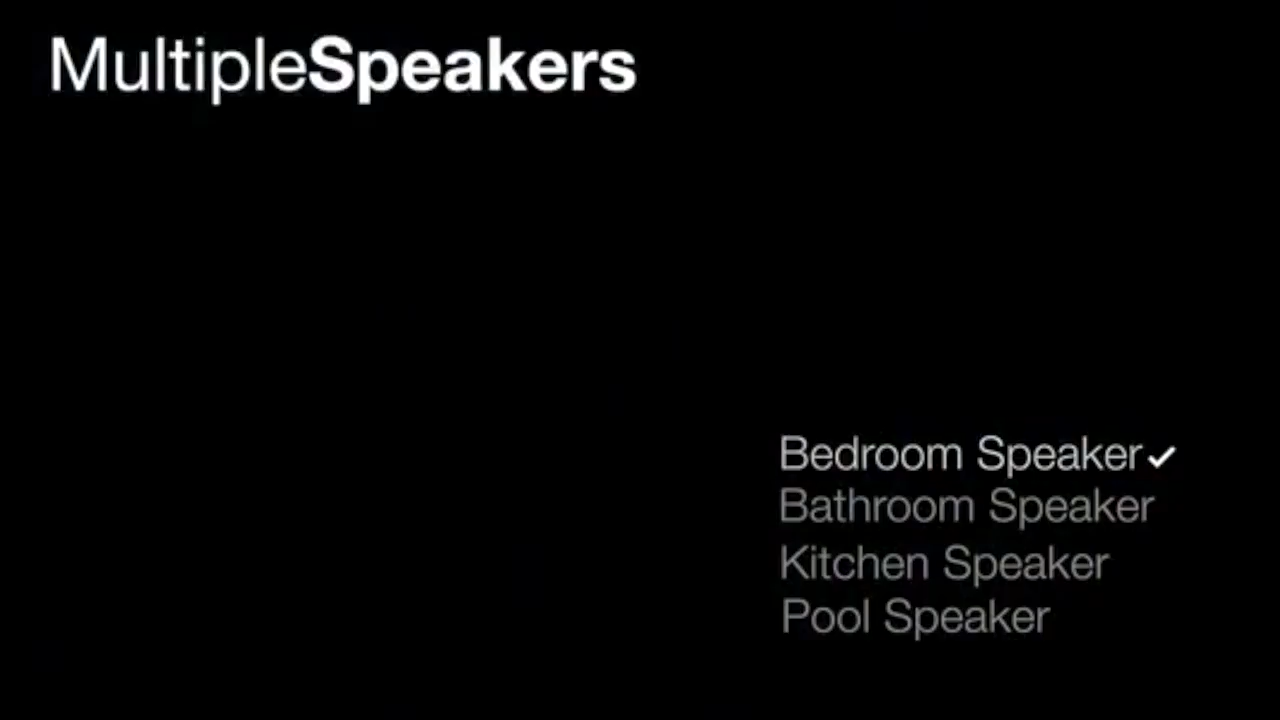 MultipleSpeakers
Bedroom Speaker✓
Bathroom Speaker
Kitchen Speaker
Pool Speaker